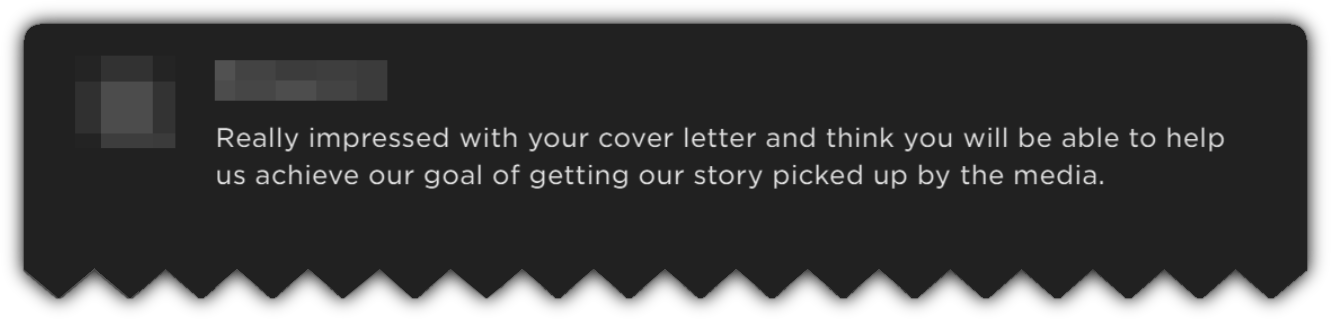 Really impressed with your cover letter and think you will be able to help
us achieve our goal of getting our story picked up by the media.